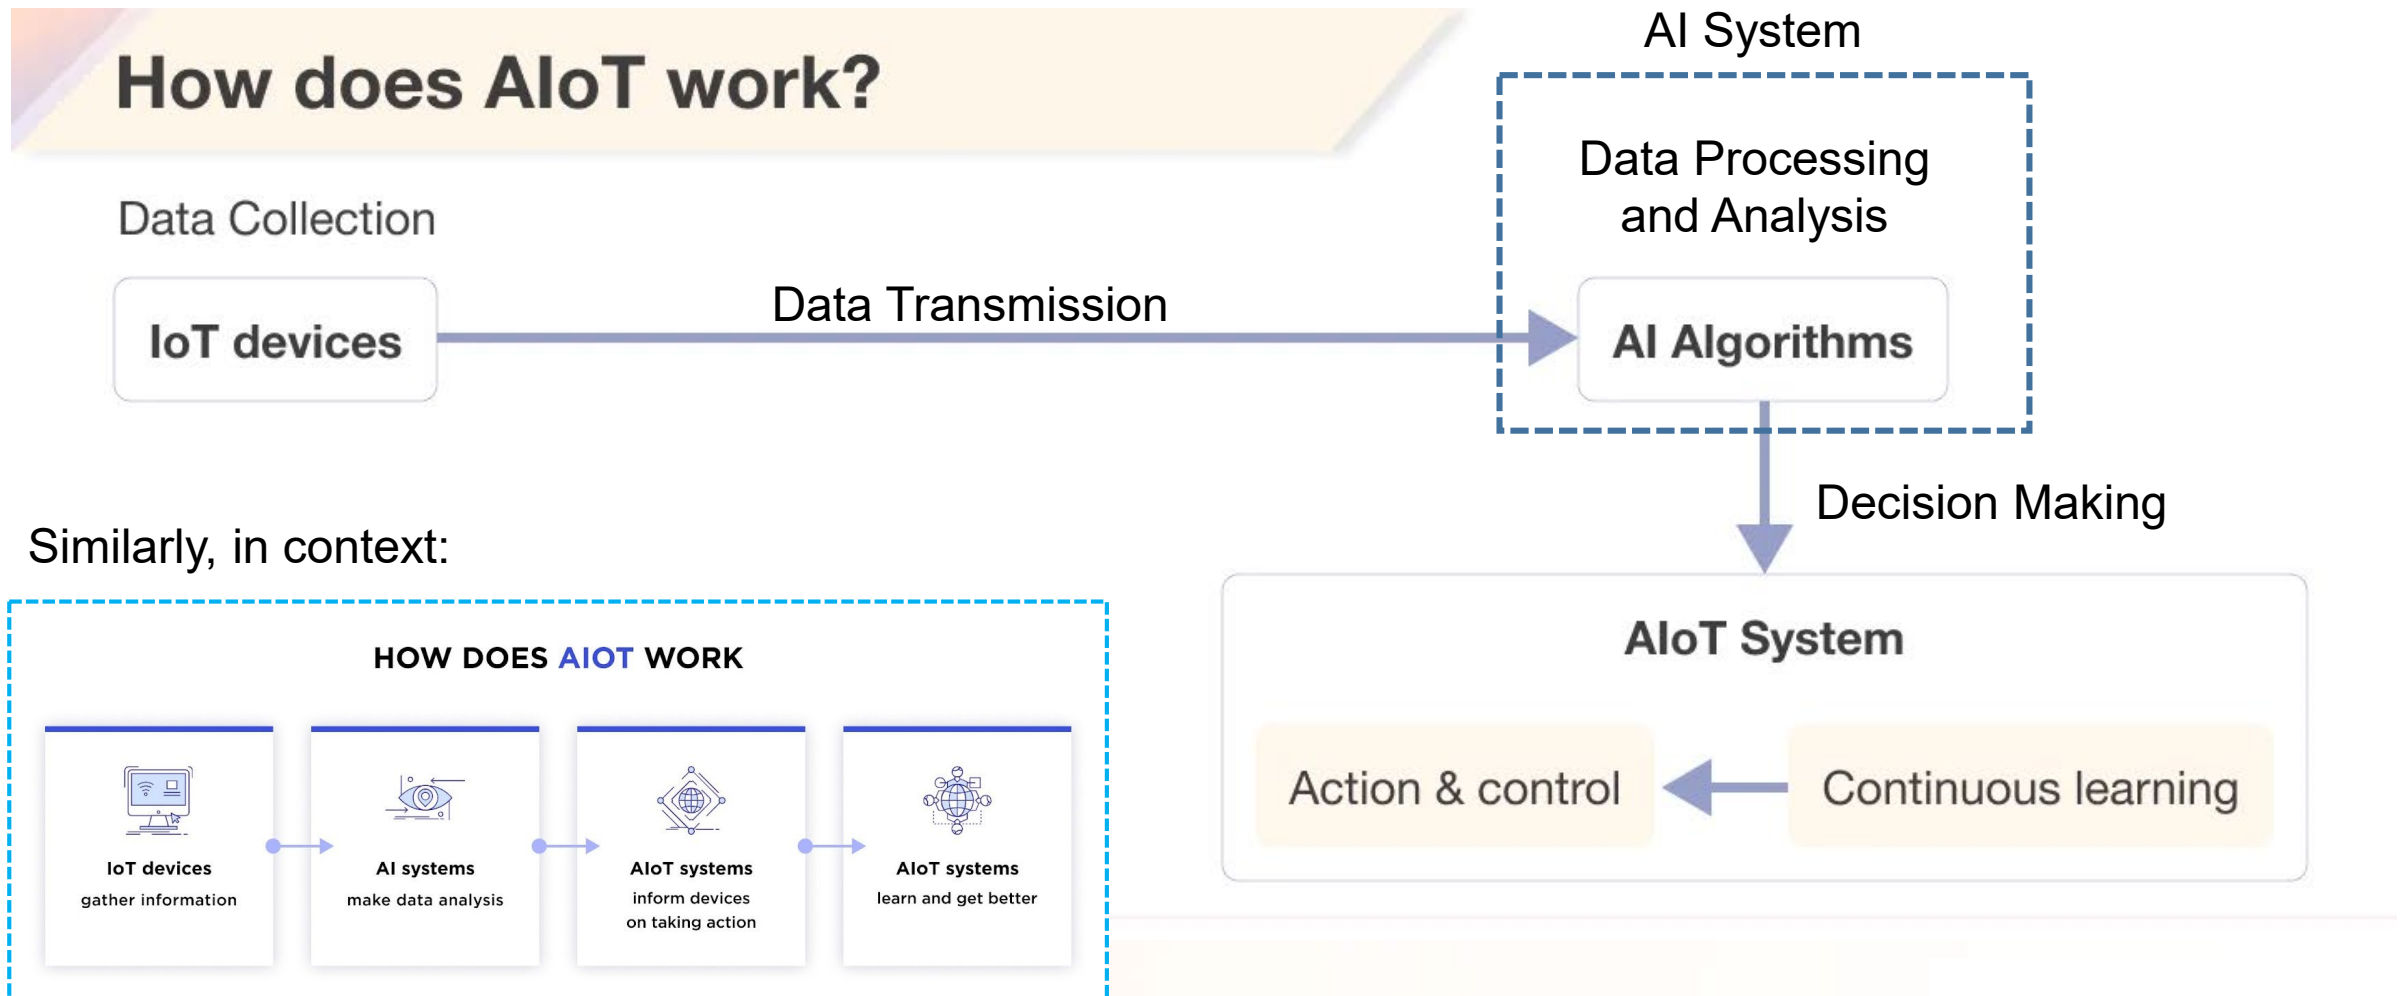 How does AIoT work?
AI System
Data Processing
and Analysis
Data Collection
IoT devices
Data Transmission
AI Algorithms
Decision Making
AIoT System
Action & control
Continuous learning
Similarly, in context:
HOW DOES AIOT WORK
IoT devices
gather information
AI systems
make data analysis
AIoT systems
inform devices
on taking action
AIoT systems
learn and get better